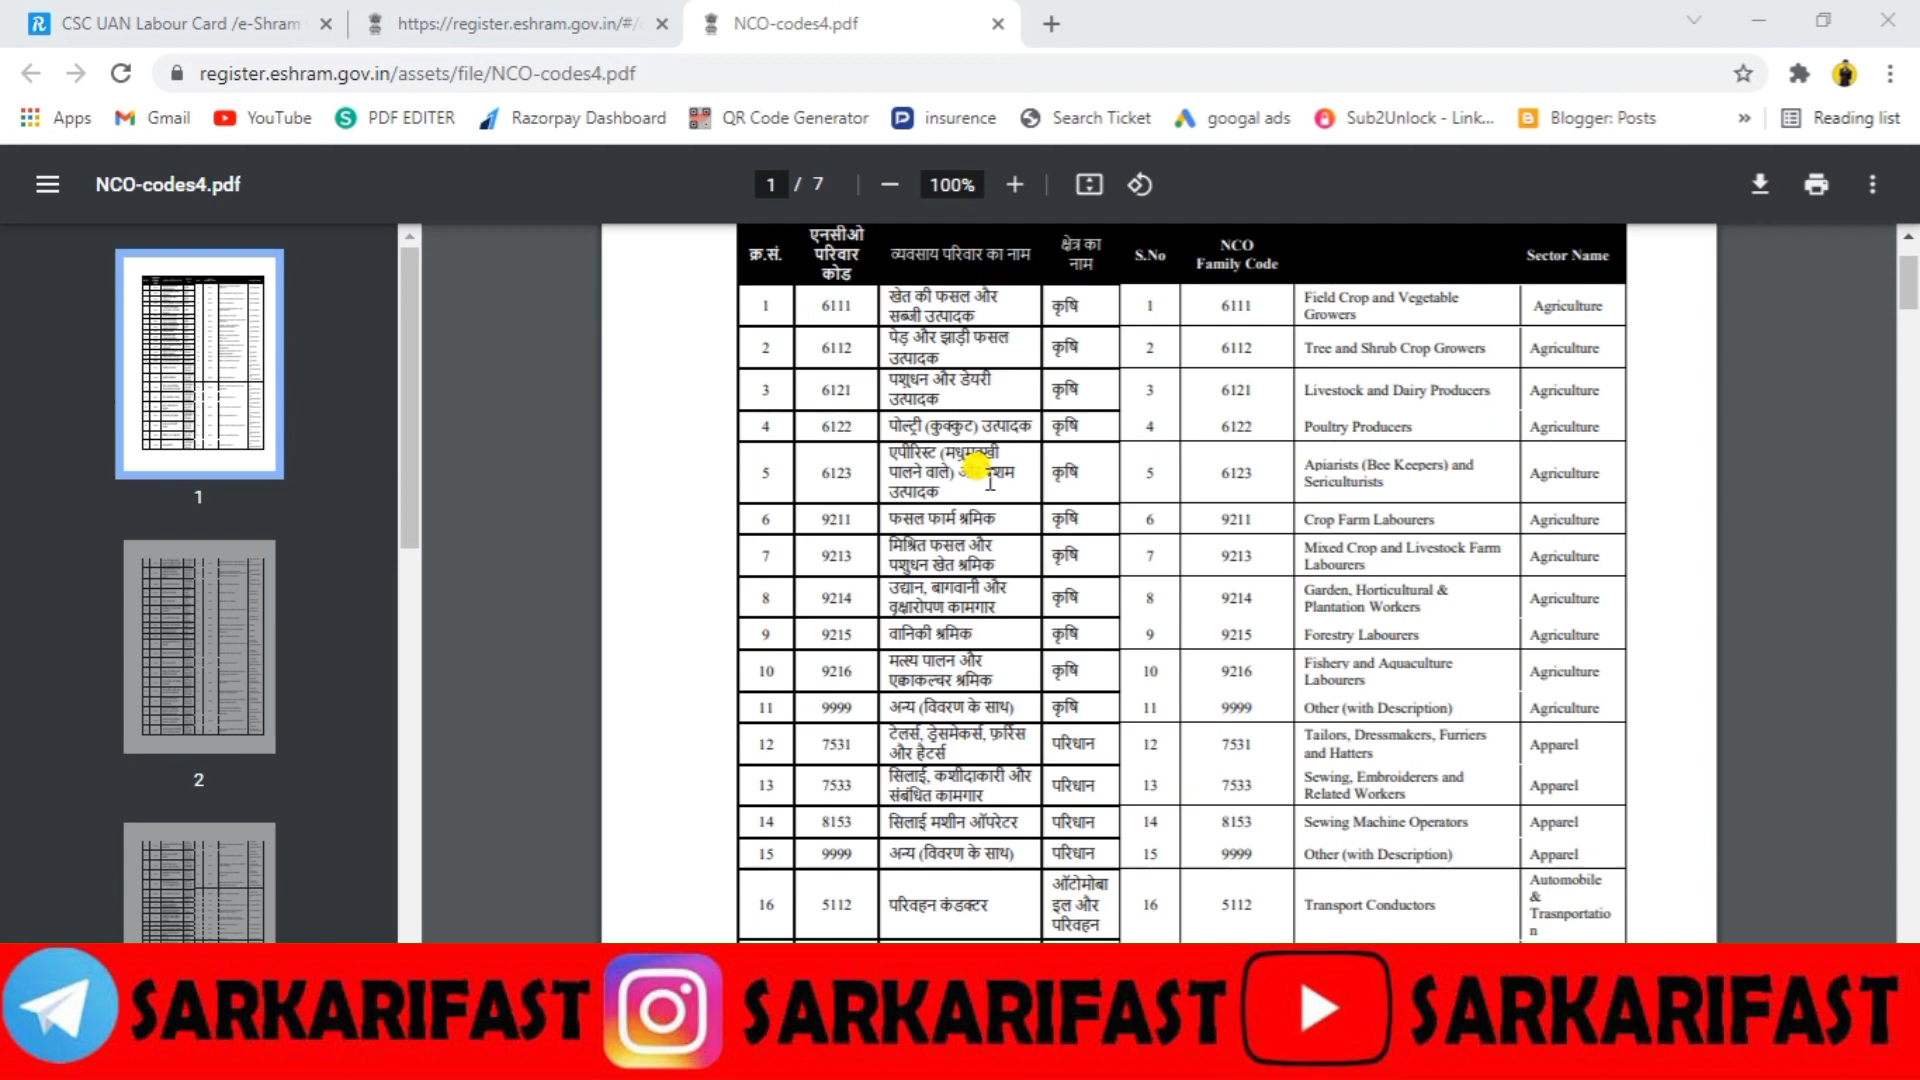 CSC UAN Labour Card /e-Shram
https://register.eshram.gov.in/#/
NCO-codes4.pdf
register.eshram.gov.in/assets/file/NCO-codes4.pdf
Apps
Gmail
YouTube
PDF EDITER
Razorpay Dashboard
QR Code Generator
insurence
Search Ticket
googal ads
Sub2Unlock - Link...
Blogger: Posts
»
Reading list
NCO-codes4.pdf
1 / 7
100%
1
2
क्र.सं. एनसीओ परिवार कोड व्यवसाय परिवार का नाम क्षेत्र का नाम S.No NCO Family Code Sector Name
1 6111 खेत की फसल और सब्जी उत्पादक कृषि 1 6111 Field Crop and Vegetable Growers Agriculture
2 6112 पेड़ और झाड़ी फसल उत्पादक कृषि 2 6112 Tree and Shrub Crop Growers Agriculture
3 6121 पशुधन और डेयरी उत्पादक कृषि 3 6121 Livestock and Dairy Producers Agriculture
4 6122 पोल्ट्री (कुक्कुट) उत्पादक कृषि 4 6122 Poultry Producers Agriculture
5 6123 एपीरिस्ट पालने वाले) उत्पादक कृषि 5 6123 Apiarists (Bee Keepers) and Sericulturists Agriculture
6 9211 फसल फार्म श्रमिक कृषि 6 9211 Crop Farm Labourers Agriculture
7 9213 मिश्रित फसल और पशुधन खेत श्रमिक कृषि 7 9213 Mixed Crop and Livestock Farm Labourers Agriculture
8 9214 उद्यान, बागवानी और वृक्षारोपण कामगार कृषि 8 9214 Garden, Horticultural & Plantation Workers Agriculture
9 9215 वानिकी श्रमिक कृषि 9 9215 Forestry Labourers Agriculture
10 9216 मत्स्य पालन और एक्वाकल्चर श्रमिक कृषि 10 9216 Fishery and Aquaculture Labourers Agriculture
11 9999 अन्य (विवरण के साथ) कृषि 11 9999 Other (with Description) Agriculture
12 7531 टेलर्स, ड्रेसमेकर्स, फ़रिर्स और हैटर्स परिधान 12 7531 Tailors, Dressmakers, Furriers and Hatters Apparel
13 7533 सिलाई, कशीदाकारी और संबंधित कामगार परिधान 13 7533 Sewing, Embroiderers and Related Workers Apparel
14 8153 सिलाई मशीन ऑपरेटर परिधान 14 8153 Sewing Machine Operators Apparel
15 9999 अन्य (विवरण के साथ) परिधान 15 9999 Other (with Description) Apparel
16 5112 परिवहन कंडक्टर ऑटोमोबाइल और परिवहन 16 5112 Transport Conductors Automobile & Trasnportation
SARKARIFAST SARKARIFAST SARKARIFAST